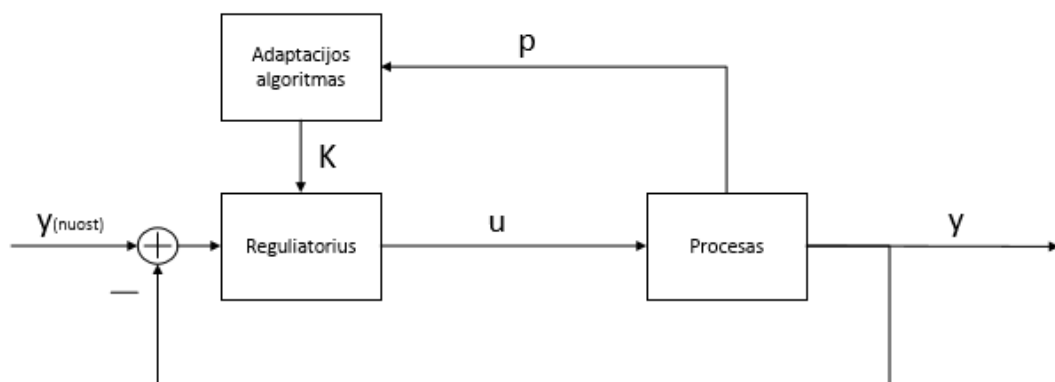 Adaptacijos
algoritmas
p
K
y(nuost)
+
Reguliatorius
u
Procesas
y
—